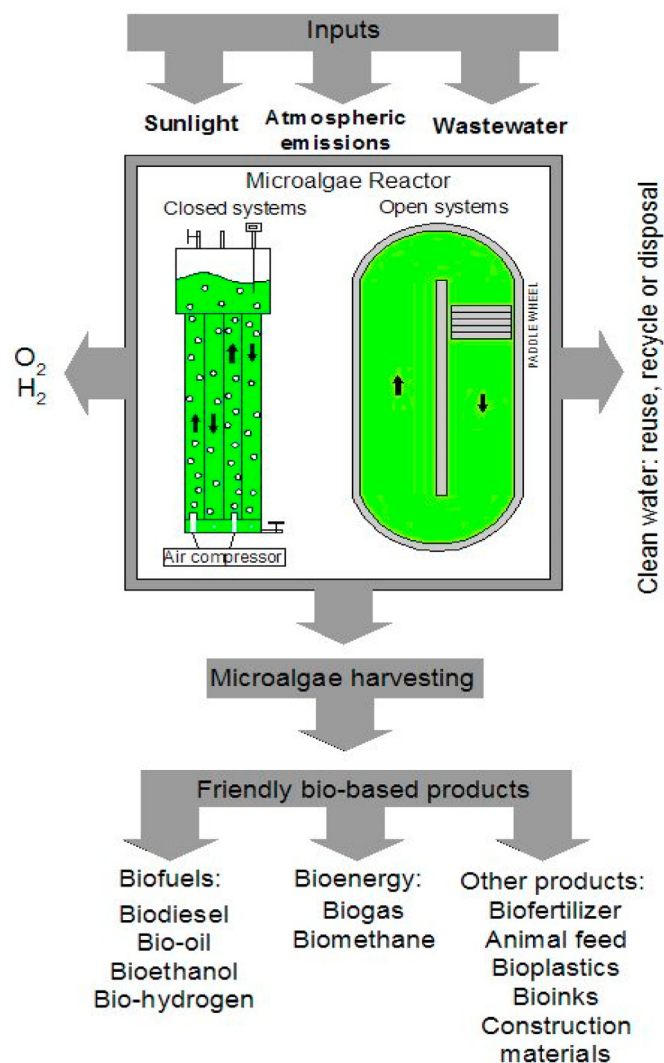 Inputs
Sunlight
Atmospheric
emissions
Wastewater
Microalgae Reactor
Closed systems
Open systems
PADDLE WHEEL
Air compressor
O₂
H₂
Clean water: reuse, recycle or disposal
Microalgae harvesting
Friendly bio-based products
Biofuels:
Biodiesel
Bio-oil
Bioethanol
Bio-hydrogen
Bioenergy:
Biogas
Biomethane
Other products:
Biofertilizer
Animal feed
Bioplastics
Bioinks
Construction
materials